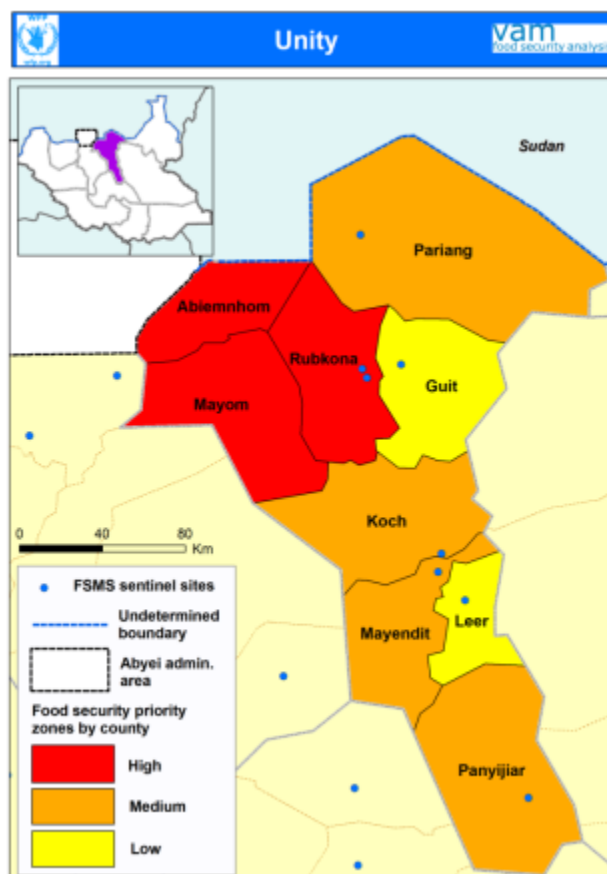 WFP
Unity
vam
food security analysis
Sudan
Pariang
Abiemnhom
Rubkona
Guit
Mayom
Koch
0 40 80
Km
FSMS sentinel sites
Undetermined
boundary
Abyei admin.
area
Mayendit
Leer
Food security priority
zones by county
High
Panyijiar
Medium
Low